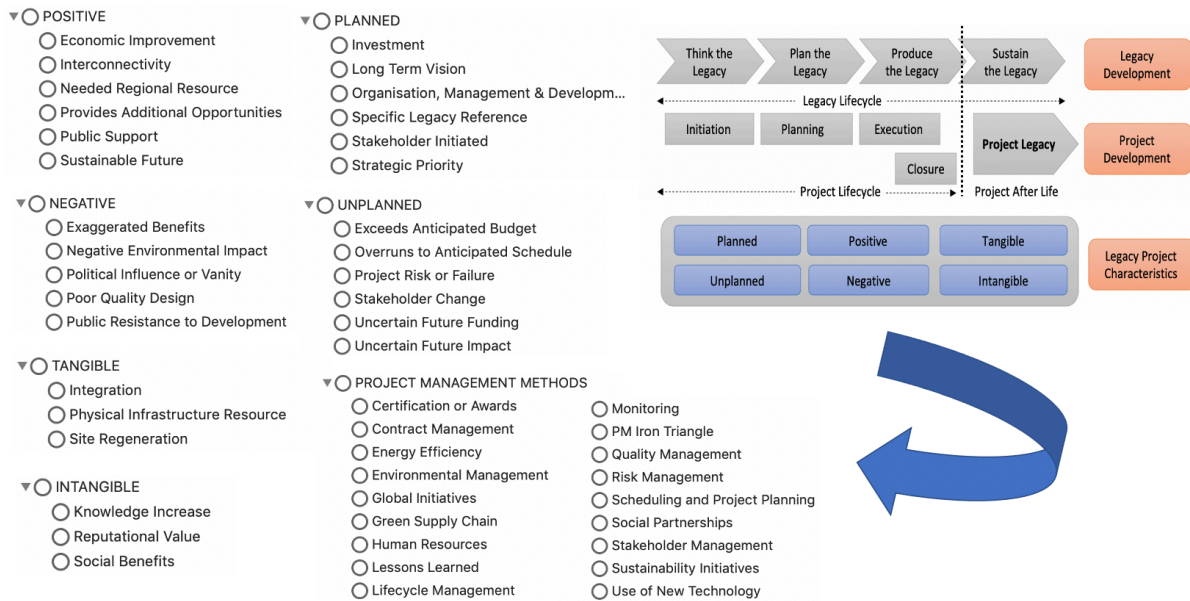 POSITIVE
Economic Improvement
Interconnectivity
Needed Regional Resource
Provides Additional Opportunities
Public Support
Sustainable Future
NEGATIVE
Exaggerated Benefits
Negative Environmental Impact
Political Influence or Vanity
Poor Quality Design
Public Resistance to Development
TANGIBLE
Integration
Physical Infrastructure Resource
Site Regeneration
INTANGIBLE
Knowledge Increase
Reputational Value
Social Benefits
PLANNED
Investment
Long Term Vision
Organisation, Management & Developm...
Specific Legacy Reference
Stakeholder Initiated
Strategic Priority
UNPLANNED
Exceeds Anticipated Budget
Overruns to Anticipated Schedule
Project Risk or Failure
Stakeholder Change
Uncertain Future Funding
Uncertain Future Impact
PROJECT MANAGEMENT METHODS
Certification or Awards
Contract Management
Energy Efficiency
Environmental Management
Global Initiatives
Green Supply Chain
Human Resources
Lessons Learned
Lifecycle Management
Monitoring
PM Iron Triangle
Quality Management
Risk Management
Scheduling and Project Planning
Social Partnerships
Stakeholder Management
Sustainability Initiatives
Use of New Technology
Think the
Legacy
Plan the
Legacy
Produce
the Legacy
Sustain
the Legacy
Legacy
Development
Legacy Lifecycle
Initiation
Planning
Execution
Closure
Project Legacy
Project
Development
Project Lifecycle
Project After Life
Planned
Positive
Tangible
Unplanned
Negative
Intangible
Legacy Project
Characteristics